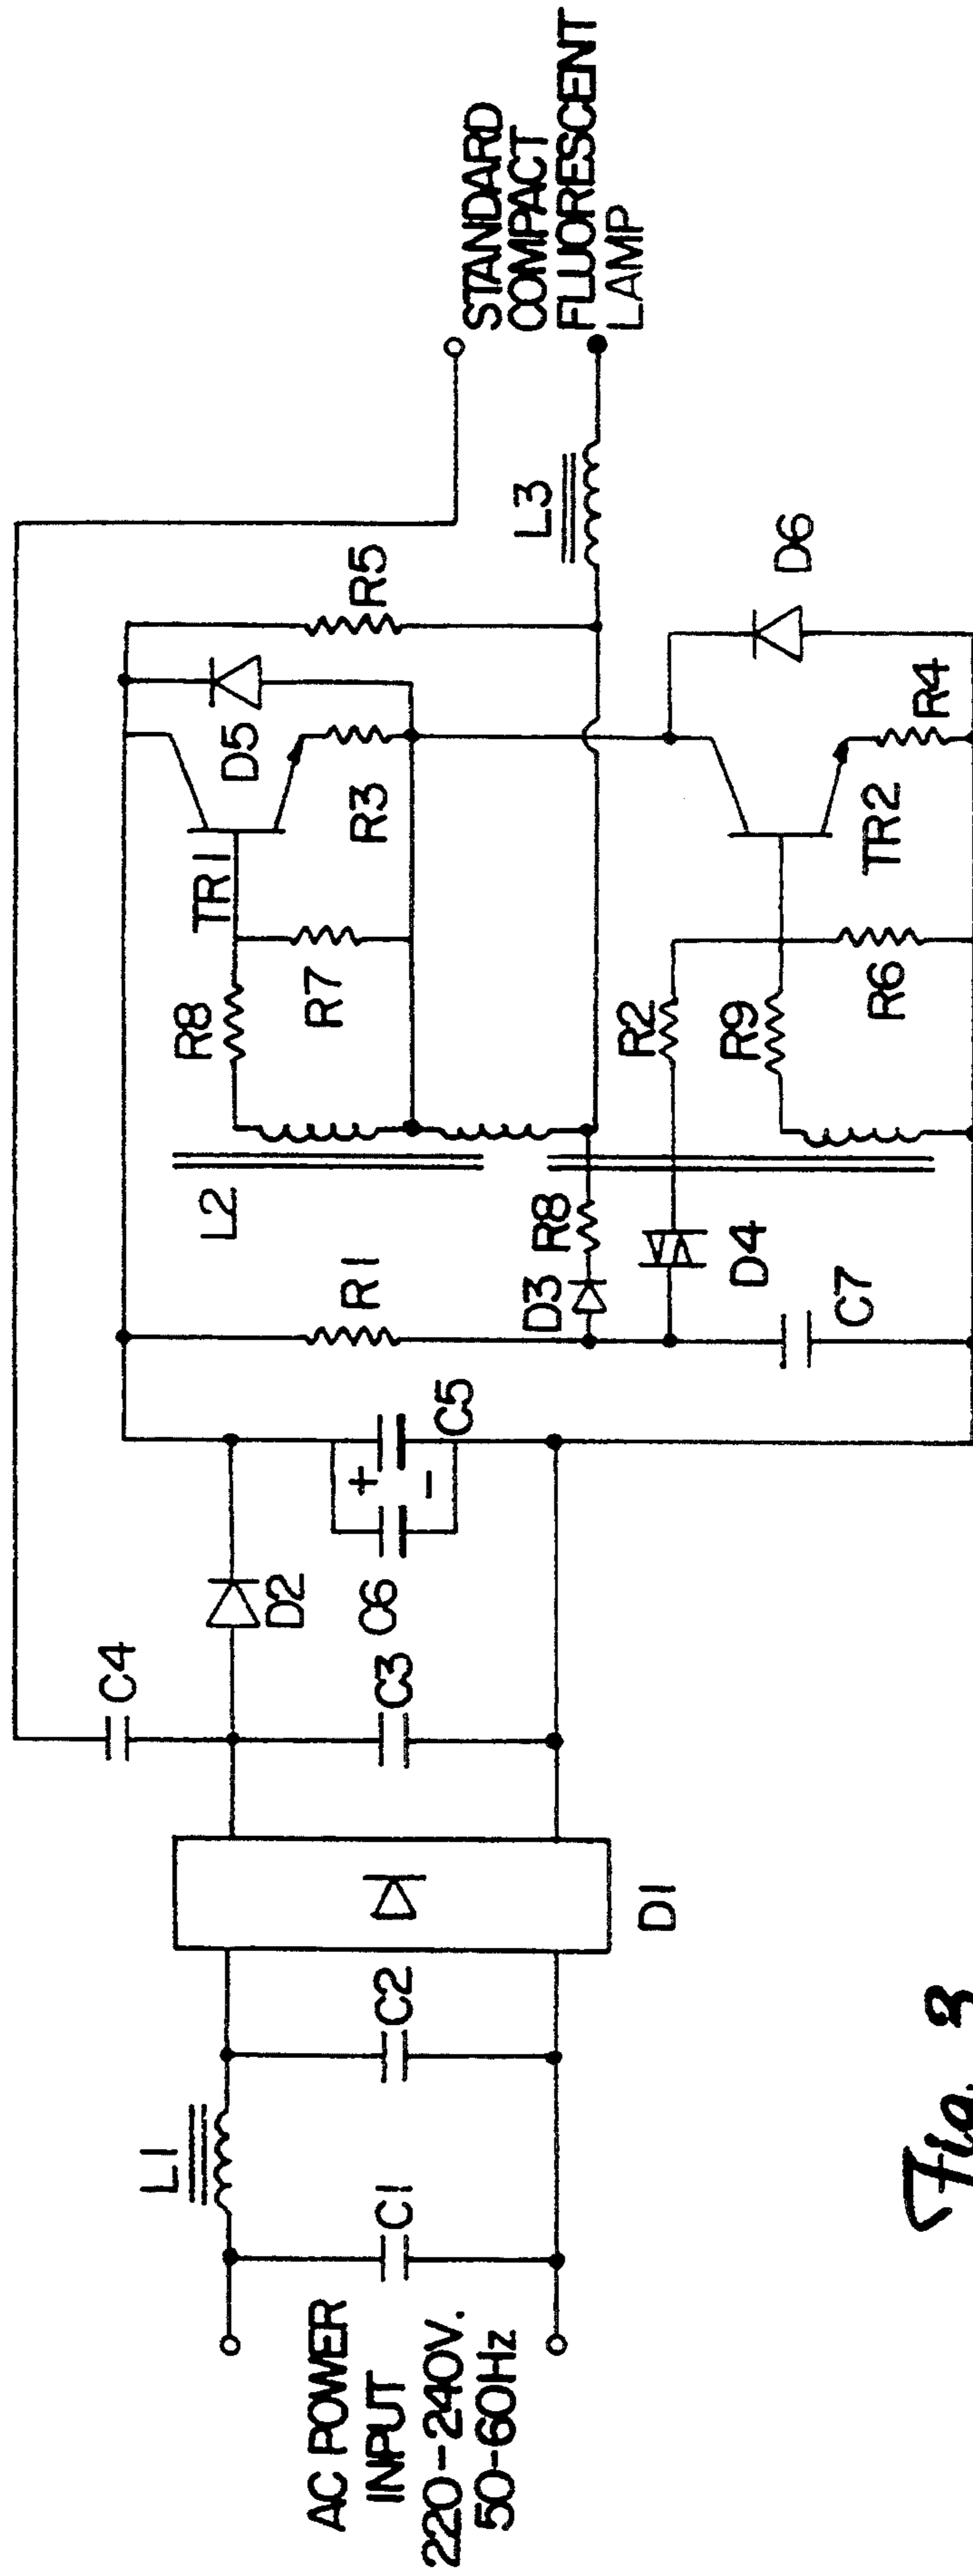 AC POWER
INPUT
220-240V.
50-60Hz
L1
C1
C2
D1
C4
C3
D2
C6
+
-
C5
R1
D3
R8
D4
C7
L2
R8
R7
TR1
R3
D5
R5
R2
R9
R6
TR2
R4
D6
L3
STANDARD
COMPACT
FLUORESCENT
LAMP
Fig. 3